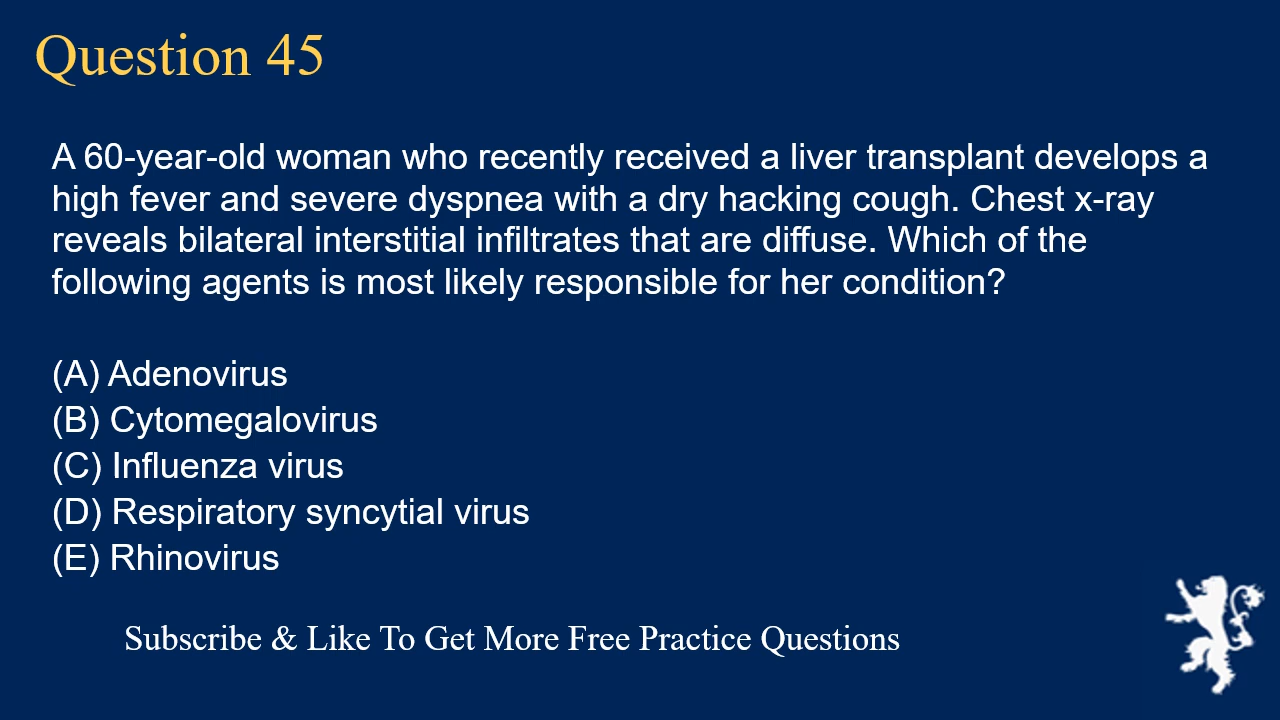 Question 45
A 60-year-old woman who recently received a liver transplant develops a
high fever and severe dyspnea with a dry hacking cough. Chest x-ray
reveals bilateral interstitial infiltrates that are diffuse. Which of the
following agents is most likely responsible for her condition?
(A) Adenovirus
(B) Cytomegalovirus
(C) Influenza virus
(D) Respiratory syncytial virus
(E) Rhinovirus
Subscribe & Like To Get More Free Practice Questions